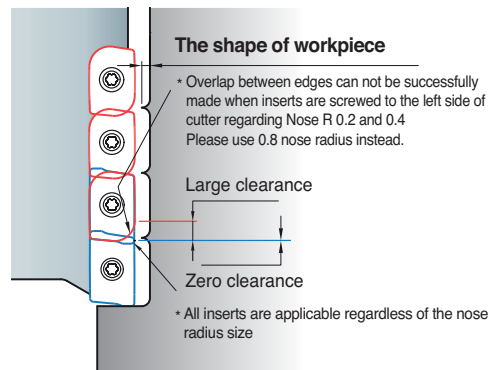 The shape of workpiece
* Overlap between edges can not be successfully
made when inserts are screwed to the left side of
cutter regarding Nose R 0.2 and 0.4
Please use 0.8 nose radius instead.
Large clearance
Zero clearance
* All inserts are applicable regardless of the nose
radius size